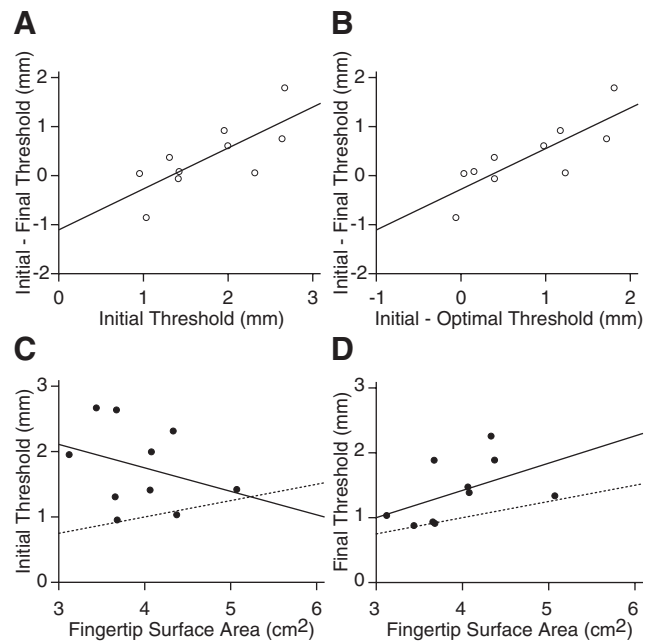 A
Initial - Final Threshold (mm)
2
1
0
-1
-2
0
1
2
3
Initial Threshold (mm)
B
Initial - Final Threshold (mm)
2
1
0
-1
-2
-1
0
1
2
Initial - Optimal Threshold (mm)
C
Initial Threshold (mm)
3
2
1
0
3
4
5
6
Fingertip Surface Area (cm2)
D
Final Threshold (mm)
3
2
1
0
3
4
5
6
Fingertip Surface Area (cm2)